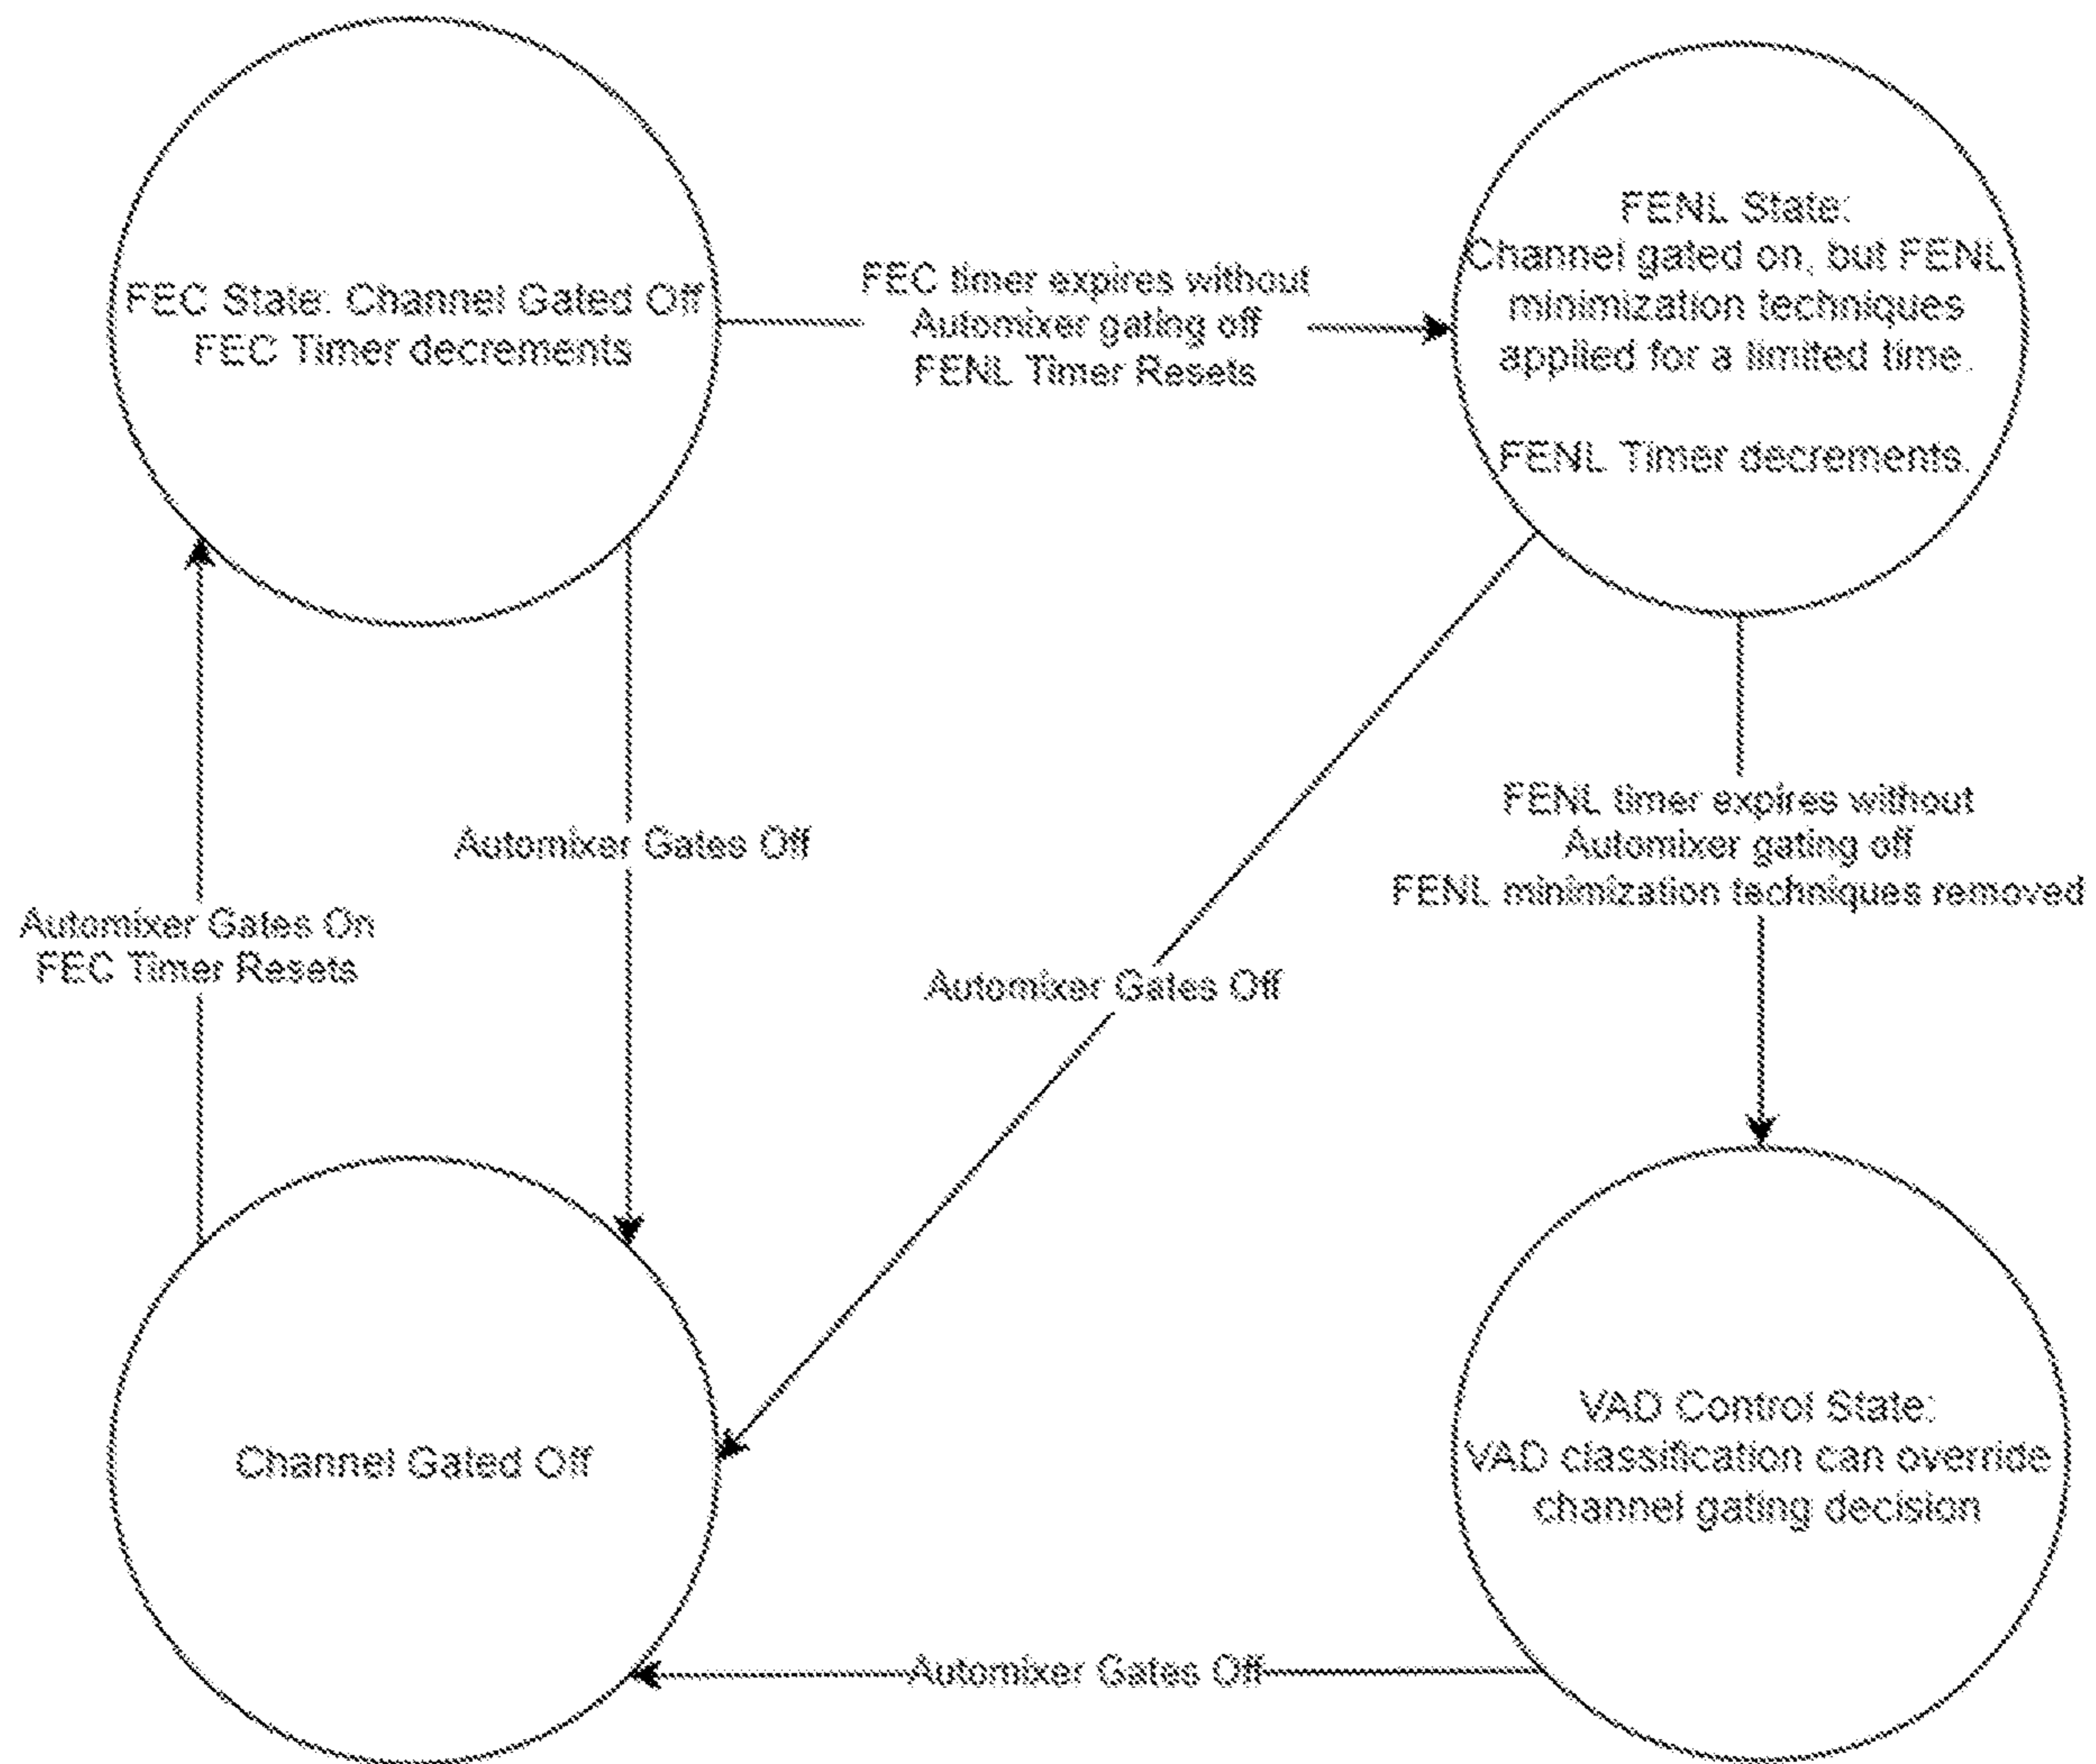 FEC State: Channel Gated Off
FEC Timer decrements
FEC timer expires without
Automixer gating off
FENL Timer Resets
FENL State:
Channel gated on, but FENL
minimization techniques
applied for a limited time.
FENL Timer decrements.
Automixer Gates On
FEC Timer Resets
Automixer Gates Off
Automixer Gates Off
FENL timer expires without
Automixer gating off
FENL minimization techniques removed
Channel Gated Off
VAD Control State:
VAD classification can override
channel gating decision
Automixer Gates Off